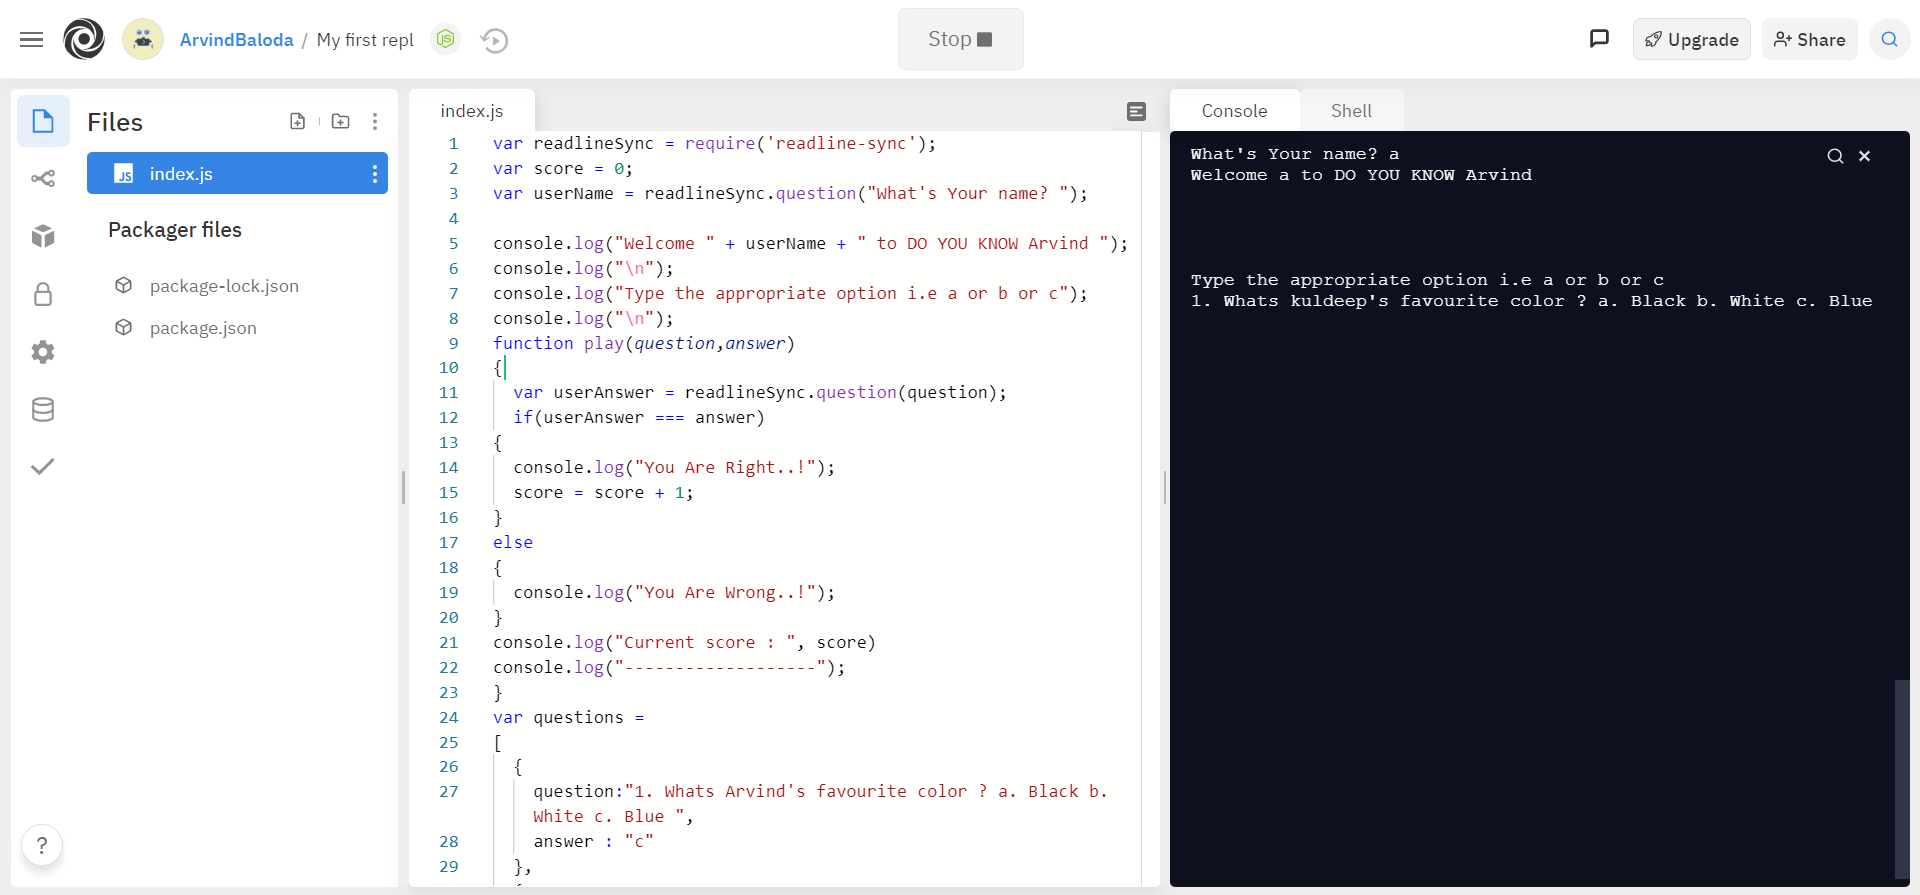 ArvindBaloda / My first repl
Stop
Upgrade
Share
Files
JS index.js
Packager files
package-lock.json
package.json
?
index.js
1 var readlineSync = require('readline-sync');
2 var score = 0;
3 var userName = readlineSync.question("What's Your name? ");
4
5 console.log("Welcome " + userName + " to DO YOU KNOW Arvind ");
6 console.log("\n");
7 console.log("Type the appropriate option i.e a or b or c");
8 console.log("\n");
9 function play(question,answer)
10 {
11 var userAnswer = readlineSync.question(question);
12 if(userAnswer === answer)
13 {
14 console.log("You Are Right..!");
15 score = score + 1;
16 }
17 else
18 {
19 console.log("You Are Wrong..!");
20 }
21 console.log("Current score : ", score)
22 console.log("-------------------");
23 }
24 var questions =
25 [
26 {
27 question:"1. Whats Arvind's favourite color ? a. Black b.
White c. Blue ",
28 answer : "c"
29 },
Console
Shell
What's Your name? a
Welcome a to DO YOU KNOW Arvind
Type the appropriate option i.e a or b or c
1. Whats kuldeep's favourite color ? a. Black b. White c. Blue